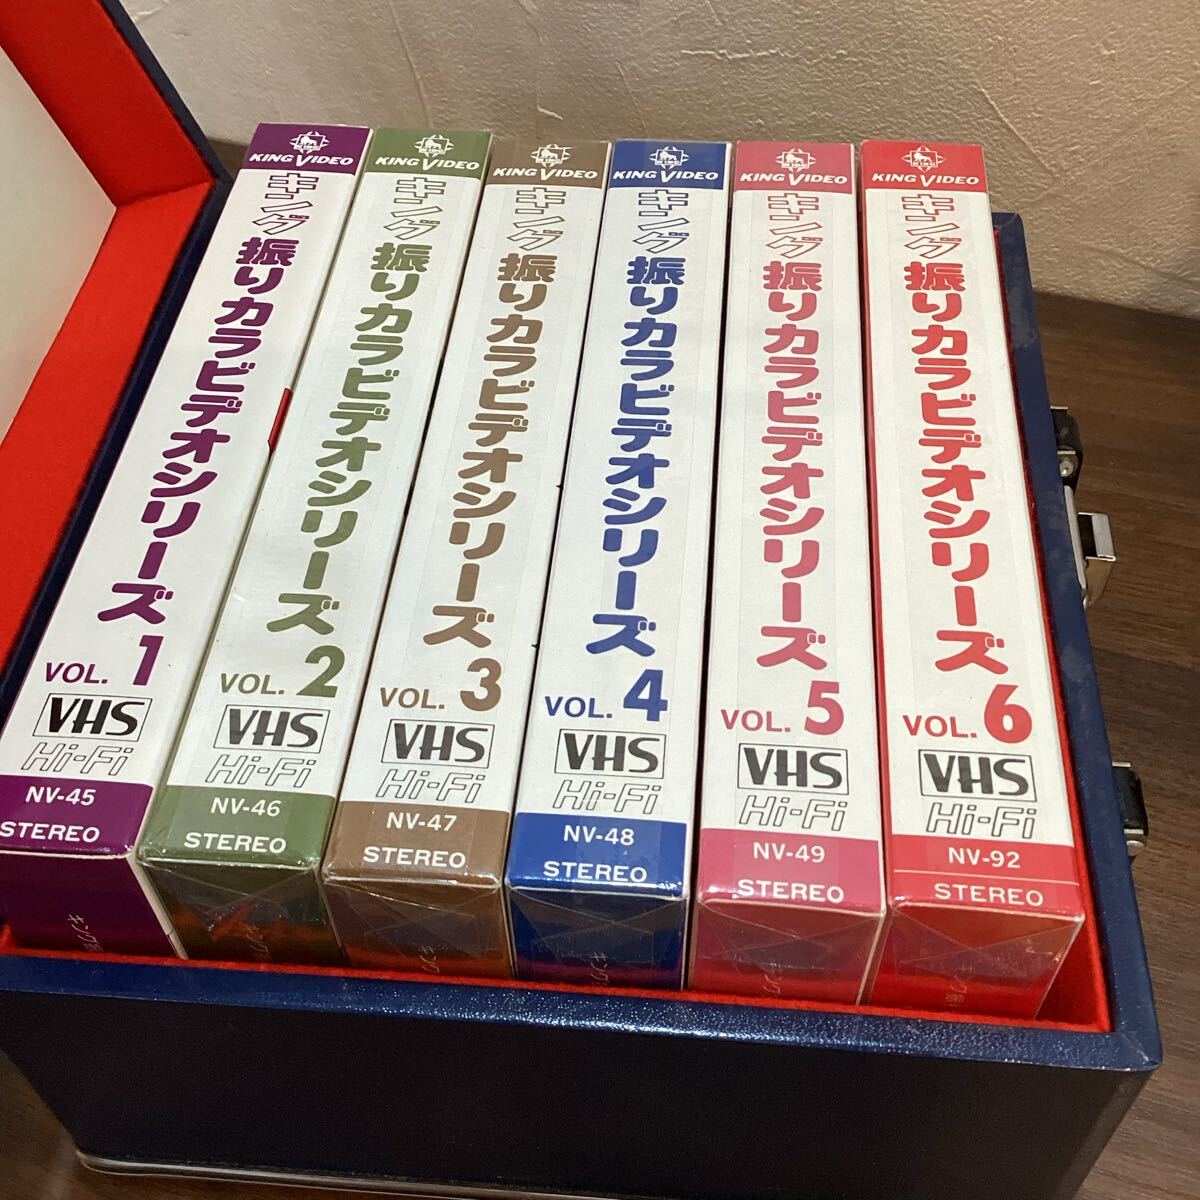 KING VIDEO
キング
振りカラビデオシリーズ
VOL. 1
VHS
Hi-Fi
NV-45
STEREO
KING VIDEO
キング
振りカラビデオシリーズ
VOL. 2
VHS
Hi-Fi
NV-46
STEREO
KING VIDEO
キング
振りカラビデオシリーズ
VOL. 3
VHS
Hi-Fi
NV-47
STEREO
KING VIDEO
キング
振りカラビデオシリーズ
VOL. 4
VHS
Hi-Fi
NV-48
STEREO
KING VIDEO
キング
振りカラビデオシリーズ
VOL. 5
VHS
Hi-Fi
NV-49
STEREO
KING VIDEO
キング
振りカラビデオシリーズ
VOL. 6
VHS
Hi-Fi
NV-92
STEREO